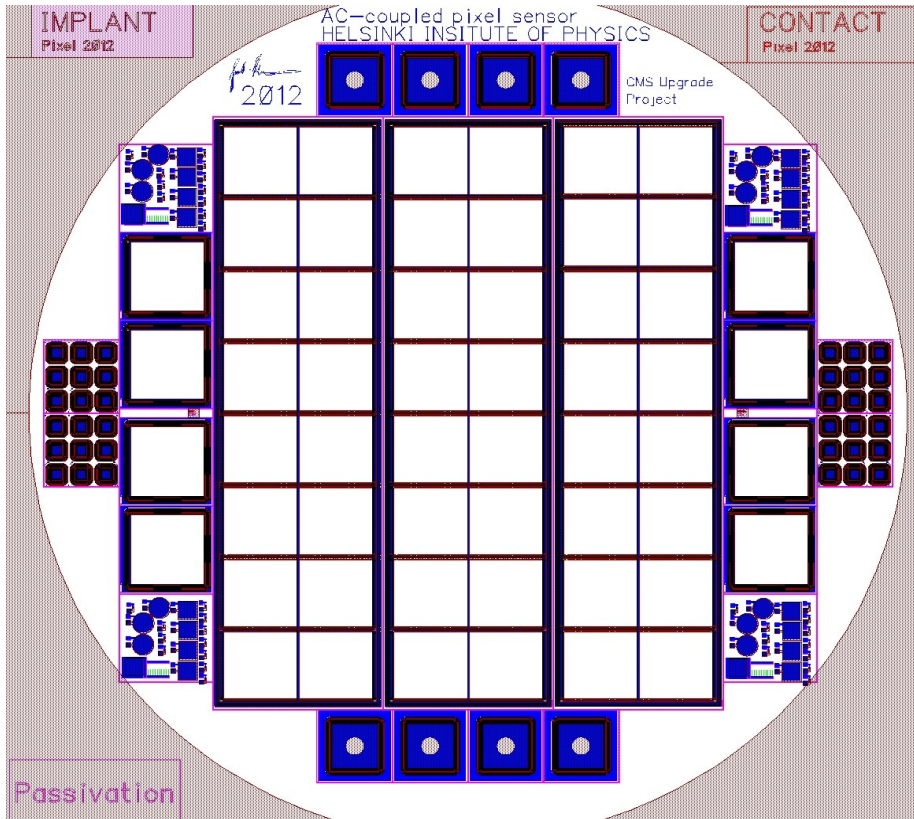 IMPLANT
Pixel 2012
AC-coupled pixel sensor
HELSINKI INSITUTE OF PHYSICS
CONTACT
Pixel 2012
2012
CMS Upgrade
Project
Passivation